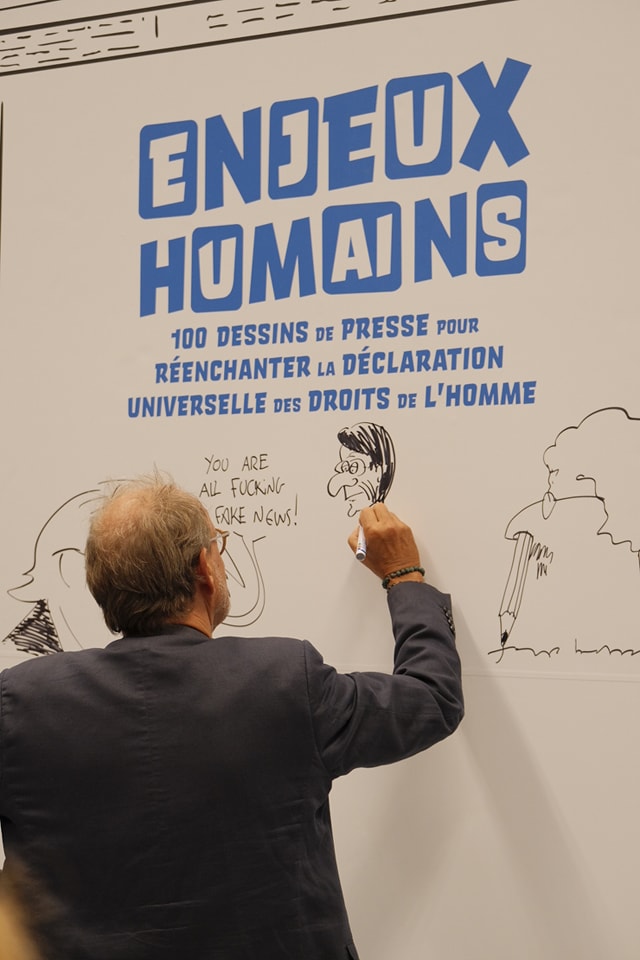 ENJEUX
HUMAINS
100 DESSINS DE PRESSE POUR
RÉENCHANTER LA DÉCLARATION
UNIVERSELLE DES DROITS DE L'HOMME
YOU ARE
ALL FUCKING
FAKE NEWS!